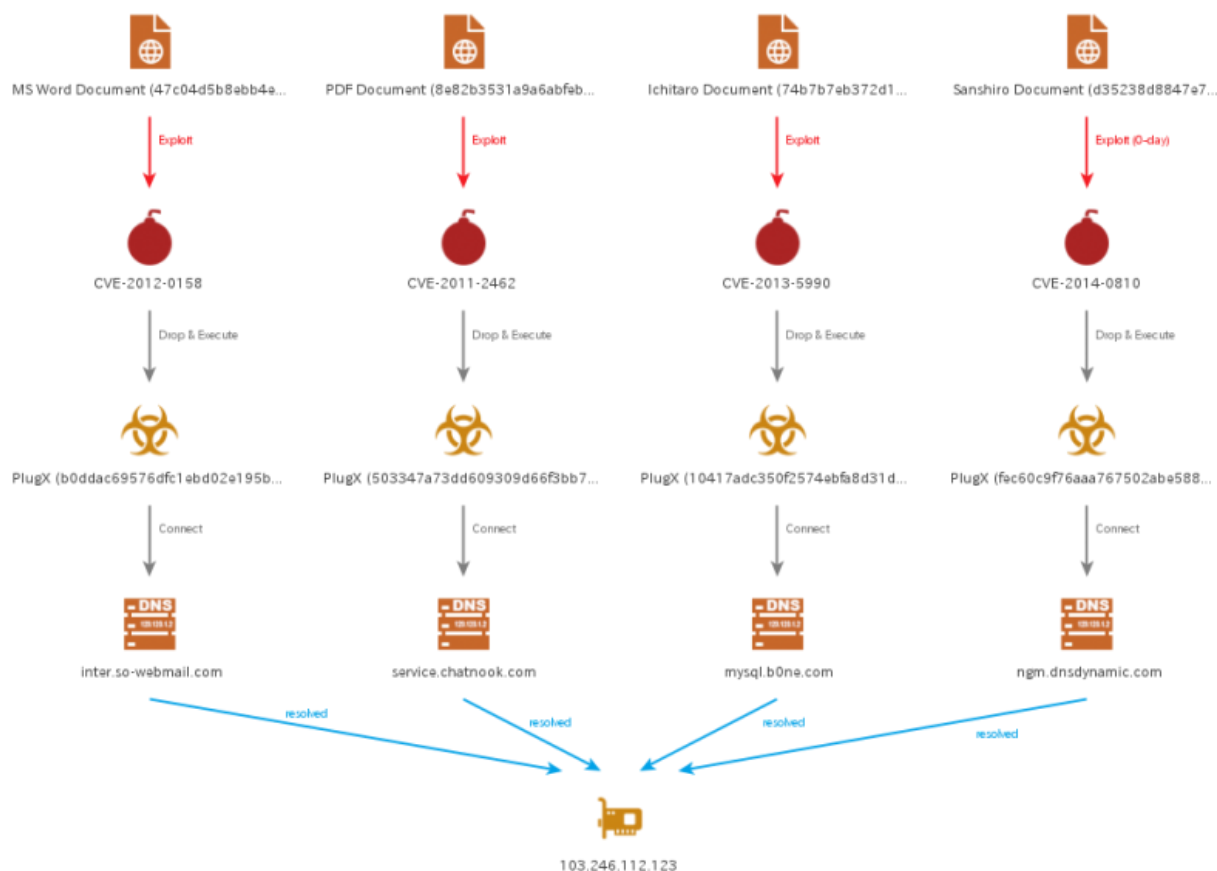 MS Word Document (47c04d5b8ebb4e...
PDF Document (8e82b3531a9a6abfeb...
Ichitaro Document (74b7b7eb372d1...
Sanshiro Document (d35238d8847e7...
Exploit
Exploit
Exploit
Exploit (0-day)
CVE-2012-0158
CVE-2011-2462
CVE-2013-5990
CVE-2014-0810
Drop & Execute
Drop & Execute
Drop & Execute
Drop & Execute
PlugX (b0ddac69576dfc1ebd02e195b...
PlugX (503347a73dd609309d66f3bb7...
PlugX (10417adc350f2574ebfa8d31d...
PlugX (fec60c9f76aaa767502abe588...
Connect
Connect
Connect
Connect
DNS
DNS
DNS
DNS
inter.so-webmail.com
service.chatnook.com
mysql.b0ne.com
ngm.dnsdynamic.com
resolved
resolved
resolved
resolved
103.246.112.123